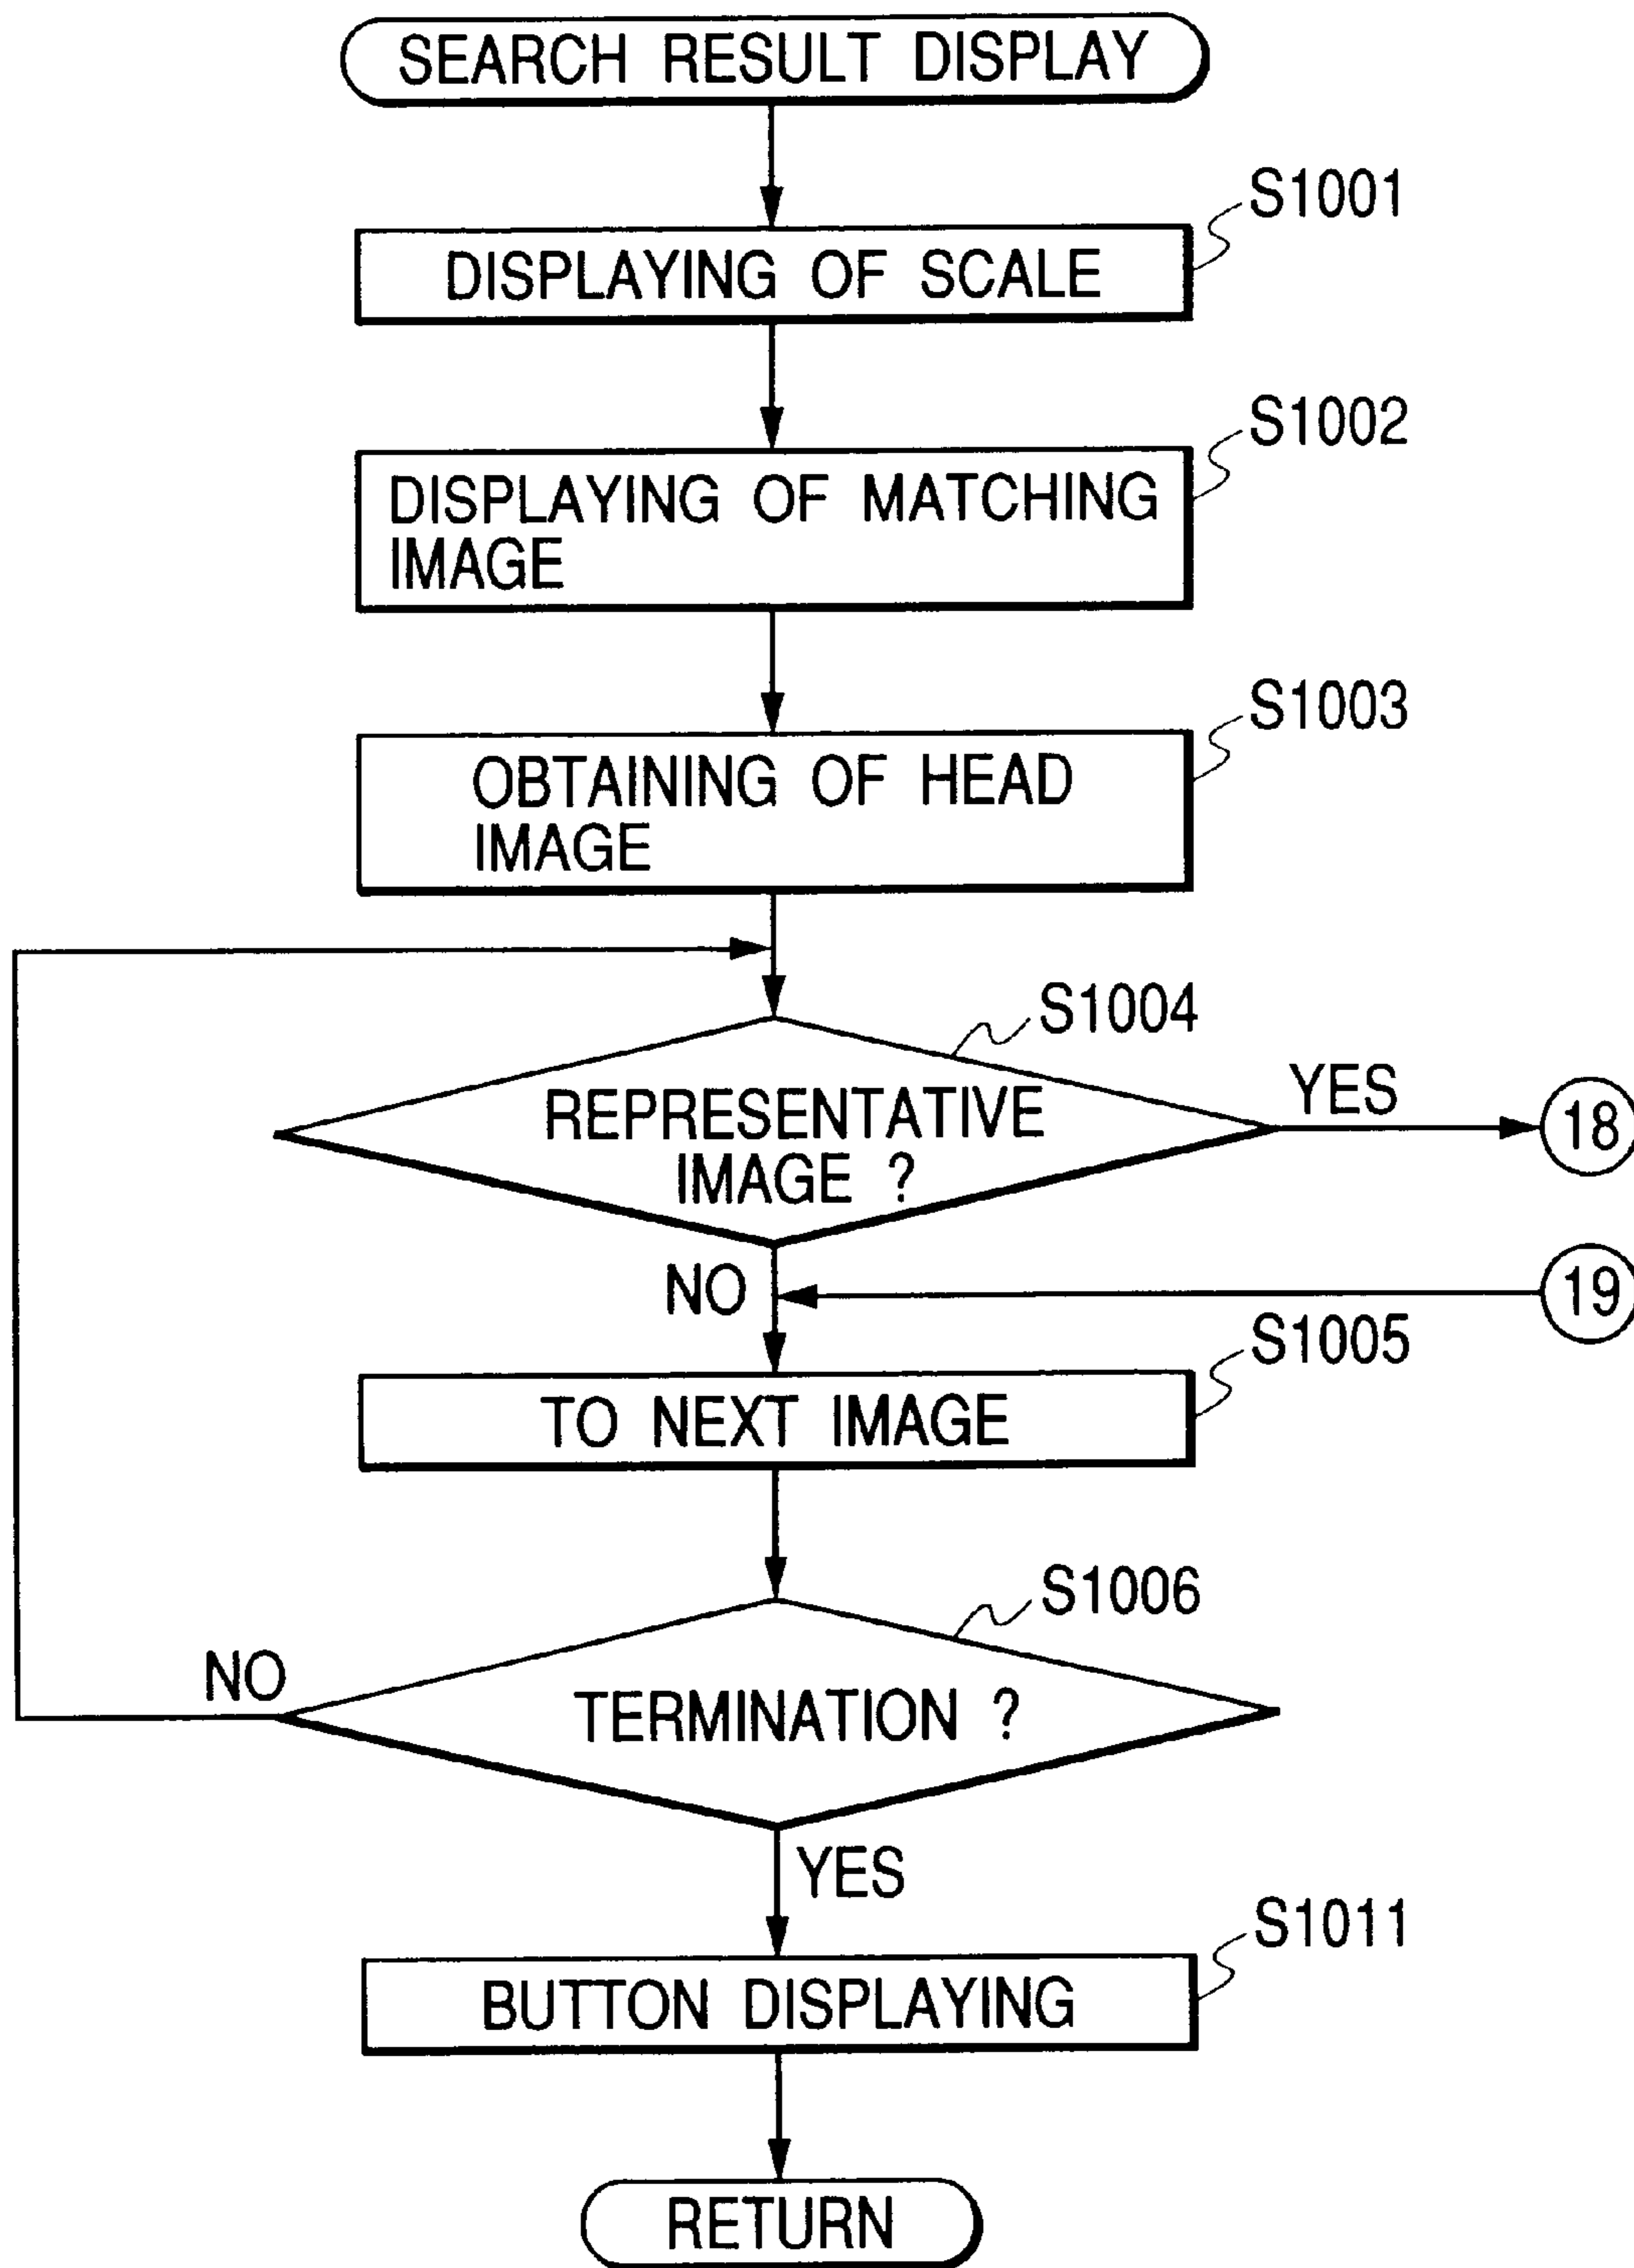 SEARCH RESULT DISPLAY
S1001
DISPLAYING OF SCALE
S1002
DISPLAYING OF MATCHING
IMAGE
S1003
OBTAINING OF HEAD
IMAGE
S1004
REPRESENTATIVE
IMAGE ?
YES
18
NO
19
S1005
TO NEXT IMAGE
S1006
NO
TERMINATION ?
YES
S1011
BUTTON DISPLAYING
RETURN